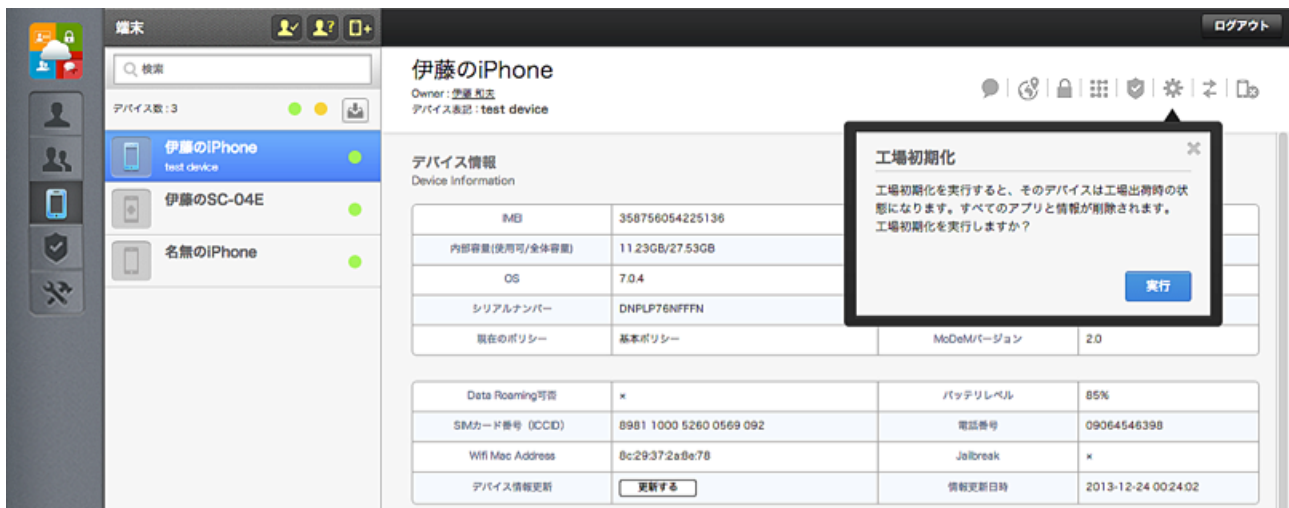 端末
ログアウト
検索
デバイス数:3
伊藤のiPhone
test device
伊藤のSC-04E
名無のiPhone
伊藤のiPhone
Owner : 伊藤 和夫
デバイス表記 : test device
デバイス情報
Device Information
IMEI 358756054225136
内部容量(使用可/全体容量) 11.23GB/27.53GB
OS 7.0.4
シリアルナンバー DNPLP76NFFFN
現在のポリシー 基本ポリシー MoDeMバージョン 2.0
工場初期化
工場初期化を実行すると、そのデバイスは工場出荷時の状
態になります。すべてのアプリと情報が削除されます。
工場初期化を実行しますか?
実行
Data Roaming可否 × バッテリレベル 85%
SIMカード番号 (ICCID) 8981 1000 5260 0569 092 電話番号 09064546398
Wifi Mac Address 8c:29:37:2a:8e:78 Jailbreak ×
デバイス情報更新 更新する 情報更新日時 2013-12-24 00:24:02